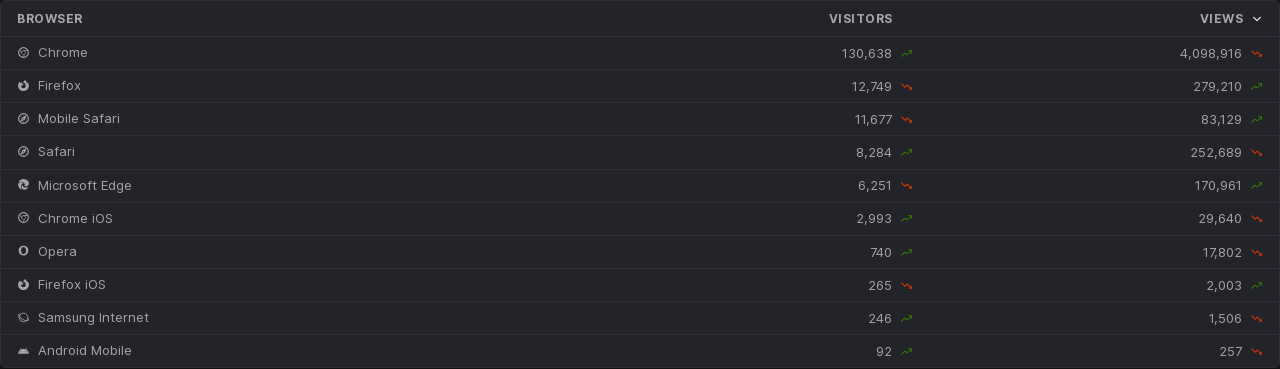 BROWSER VISITORS VIEWS
Chrome 130,638 4,098,916
Firefox 12,749 279,210
Mobile Safari 11,677 83,129
Safari 8,284 252,689
Microsoft Edge 6,251 170,961
Chrome iOS 2,993 29,640
Opera 740 17,802
Firefox iOS 265 2,003
Samsung Internet 246 1,506
Android Mobile 92 257